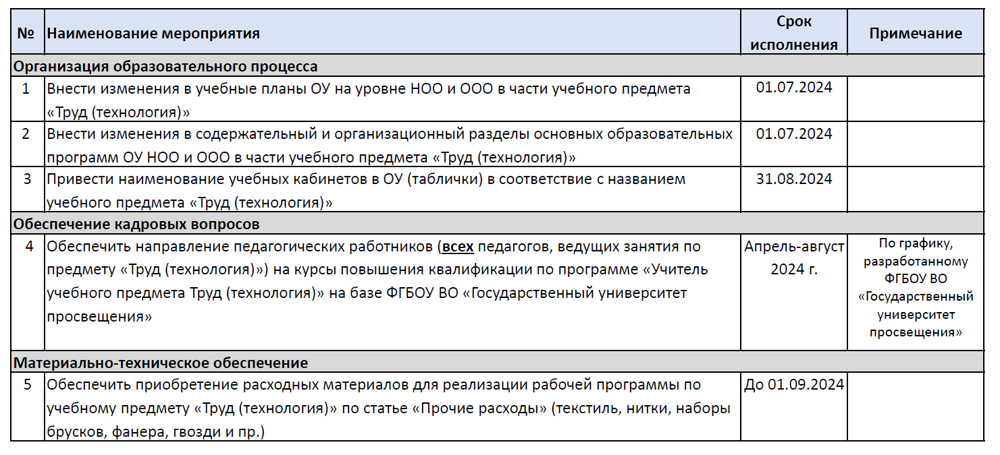 № Наименование мероприятия Срок исполнения Примечание
Организация образовательного процесса
1 Внести изменения в учебные планы ОУ на уровне НОО и ООО в части учебного предмета 01.07.2024
«Труд (технология)»
2 Внести изменения в содержательный и организационный разделы основных образовательных 01.07.2024
программ ОУ НОО и ООО в части учебного предмета «Труд (технология)»
3 Привести наименование учебных кабинетов в ОУ (таблички) в соответствие с названием 31.08.2024
учебного предмета «Труд (технология)»
Обеспечение кадровых вопросов
4 Обеспечить направление педагогических работников (всех педагогов, ведущих занятия по
предмету «Труд (технология)») на курсы повышения квалификации по программе «Учитель
учебного предмета Труд (технология)» на базе ФГБОУ ВО «Государственный университет
просвещения»
Апрель-август
2024 г.
По графику,
разработанному
ФГБОУ ВО
«Государственный
университет
просвещения»
Материально-техническое обеспечение
5 Обеспечить приобретение расходных материалов для реализации рабочей программы по До 01.09.2024
учебному предмету «Труд (технология)» по статье «Прочие расходы» (текстиль, нитки, наборы
брусков, фанера, гвозди и пр.)